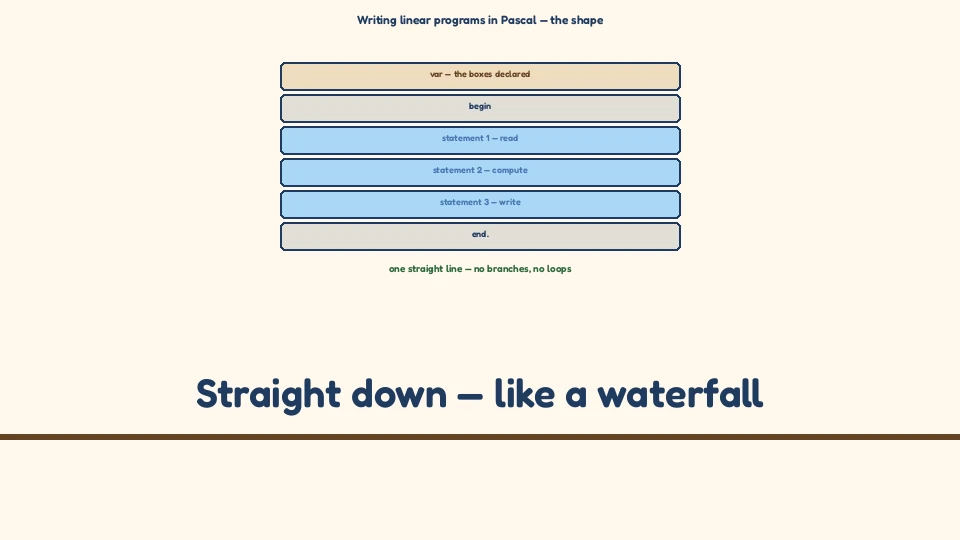 Writing linear programs in Pascal — the shape
var — the boxes declared
begin
statement 1 — read
statement 2 — compute
statement 3 — write
end.
one straight line — no branches, no loops
Straight down — like a waterfall